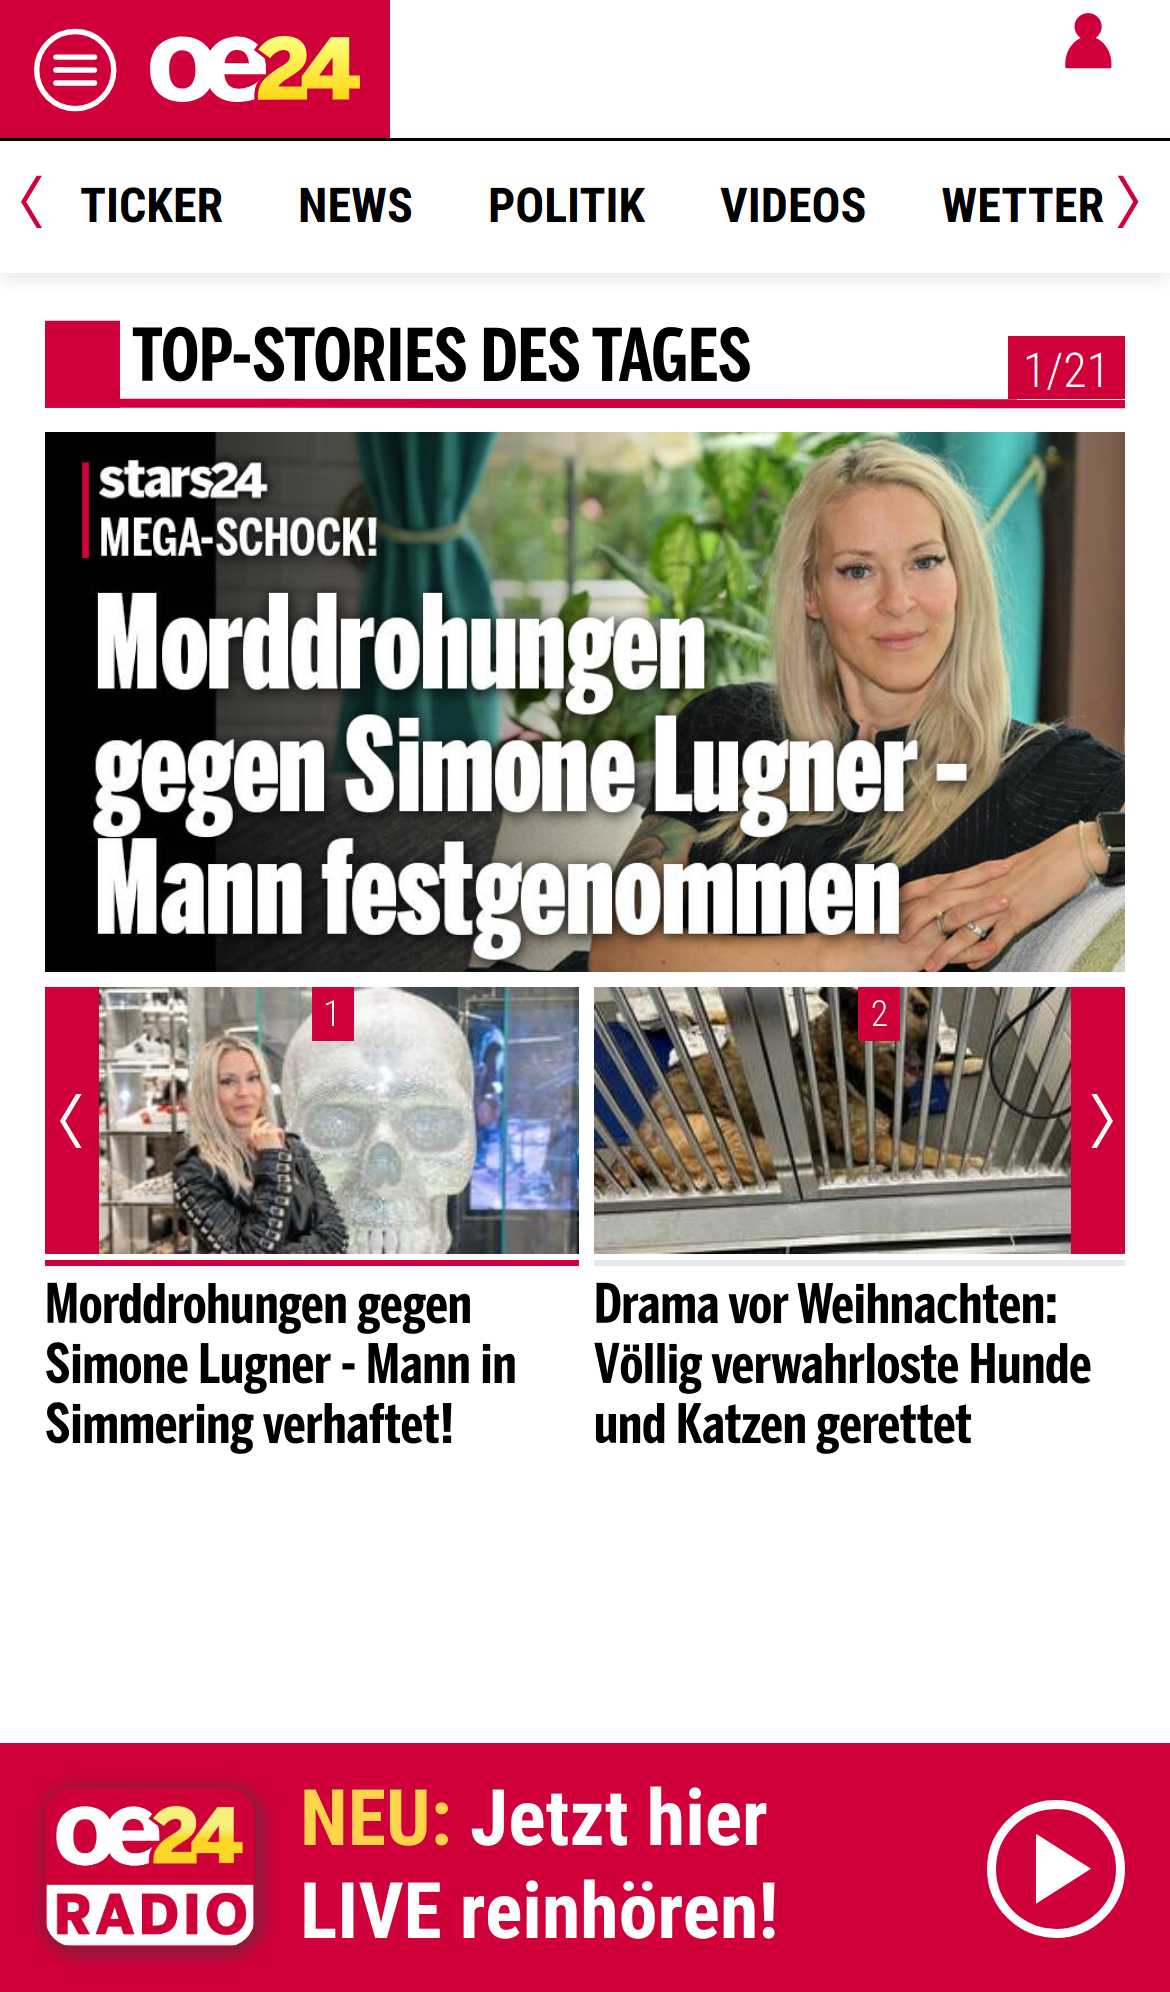 oe24
TICKER NEWS POLITIK VIDEOS WETTER
TOP-STORIES DES TAGES
1/21
stars24
MEGA-SCHOCK!
Morddrohungen
gegen Simone Lugner -
Mann festgenommen
1
2
Morddrohungen gegen
Simone Lugner - Mann in
Simmering verhaftet!
Drama vor Weihnachten:
Völlig verwahrloste Hunde
und Katzen gerettet
oe24
RADIO
NEU: Jetzt hier
LIVE reinhören!